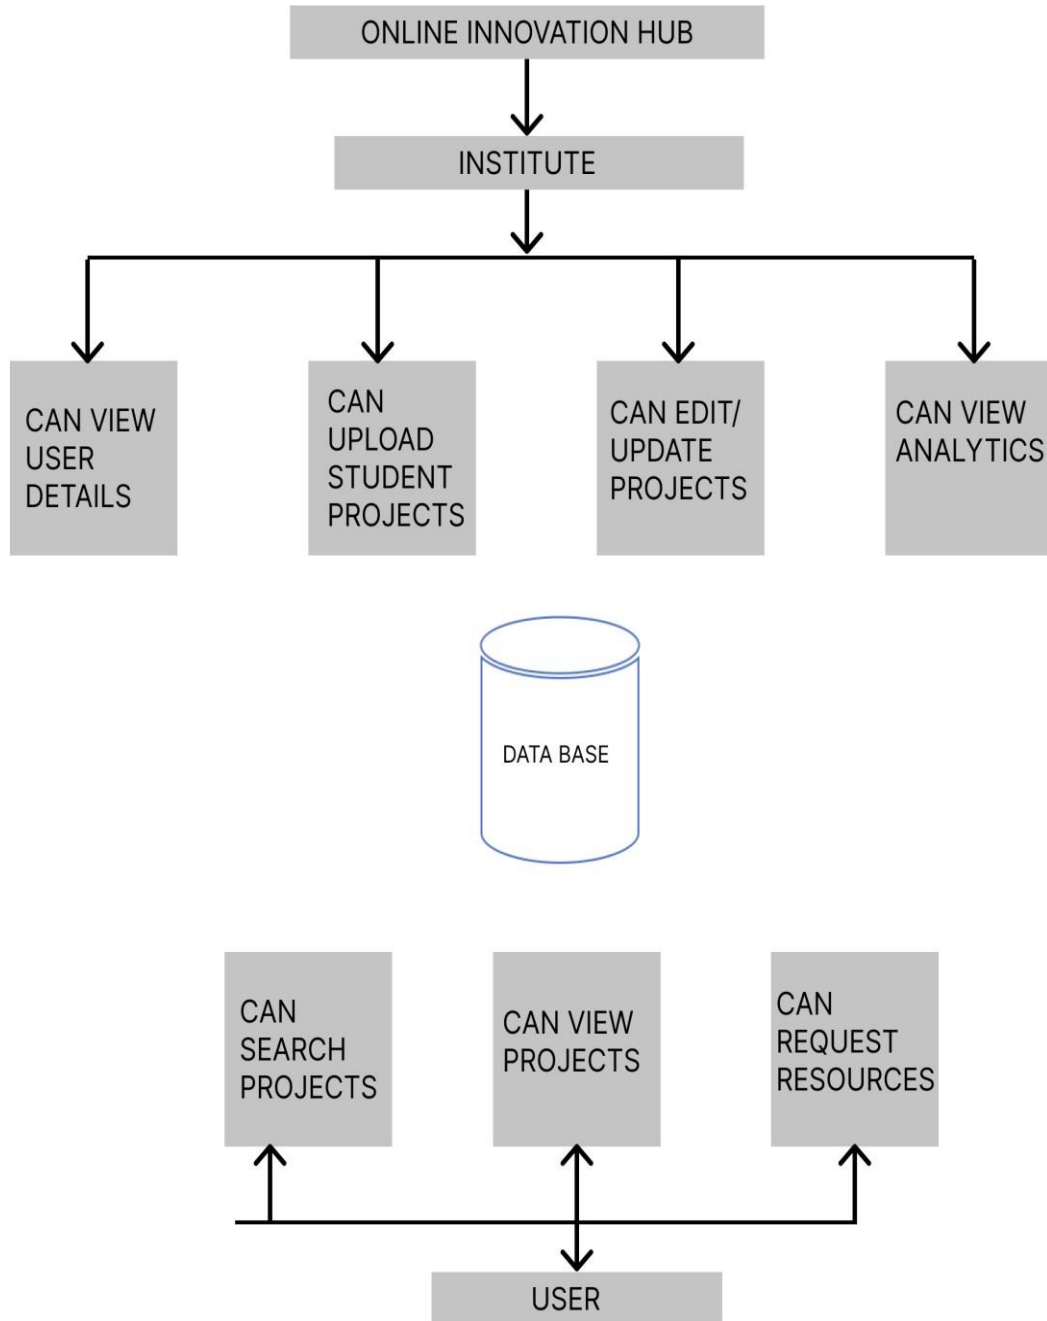 ONLINE INNOVATION HUB
INSTITUTE
CAN VIEW
USER
DETAILS
CAN
UPLOAD
STUDENT
PROJECTS
CAN EDIT/
UPDATE
PROJECTS
CAN VIEW
ANALYTICS
DATA BASE
CAN
SEARCH
PROJECTS
CAN VIEW
PROJECTS
CAN
REQUEST
RESOURCES
USER